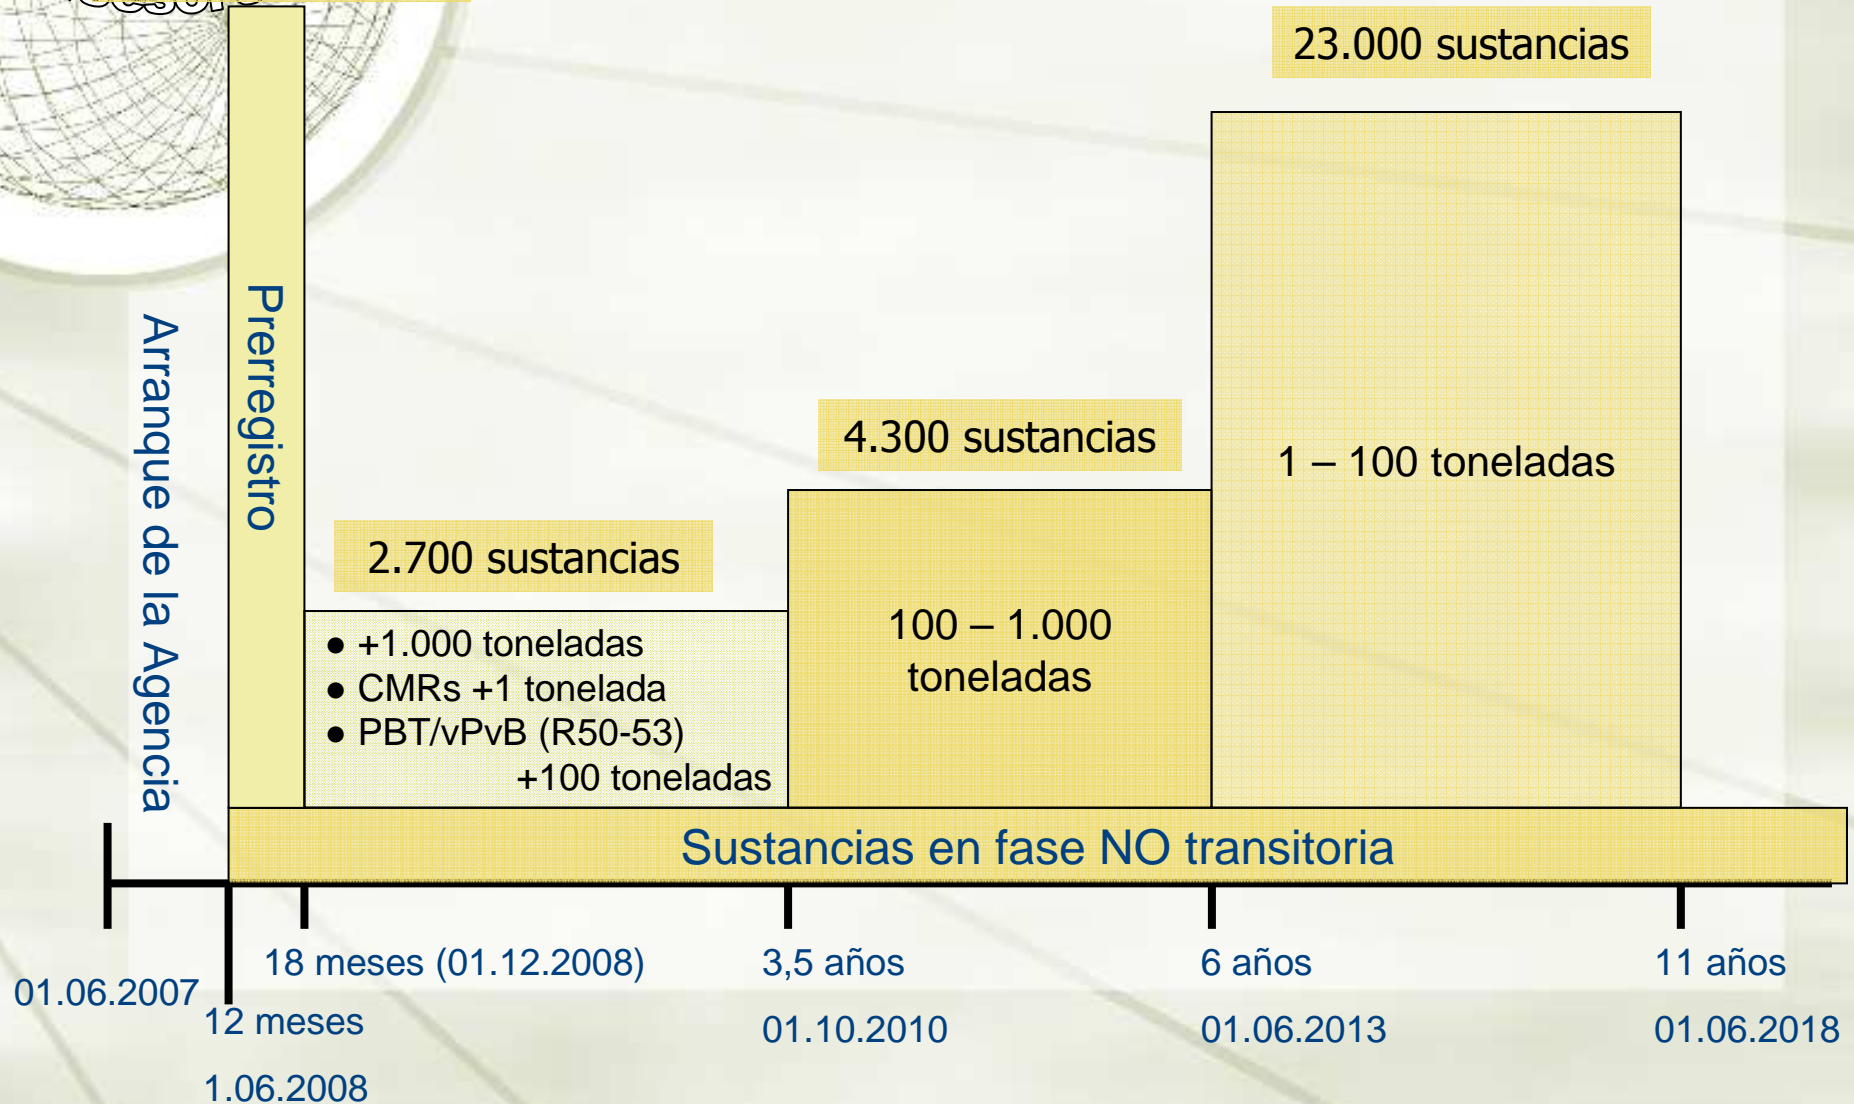 23.000 sustancias
Arranque de la Agencia
Prerregistro
4.300 sustancias
1 – 100 toneladas
2.700 sustancias
● +1.000 toneladas
● CMRs +1 tonelada
● PBT/vPvB (R50-53)
+100 toneladas
100 – 1.000
toneladas
Sustancias en fase NO transitoria
01.06.2007
12 meses
1.06.2008
18 meses (01.12.2008)
3,5 años
01.10.2010
6 años
01.06.2013
11 años
01.06.2018